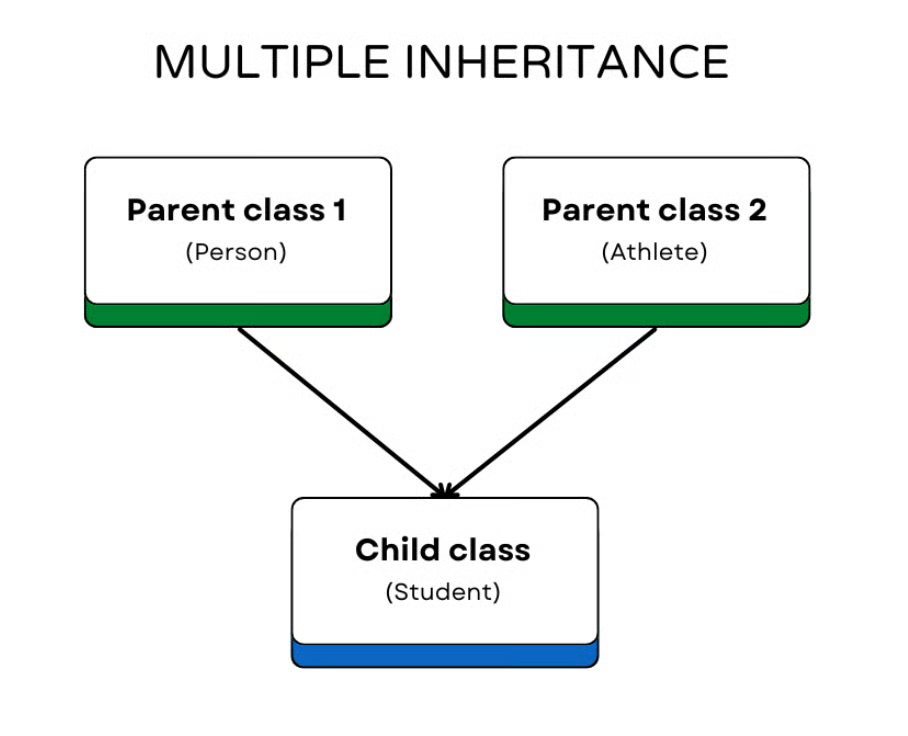 MULTIPLE INHERITANCE
Parent class 1
(Person)
Parent class 2
(Athlete)
Child class
(Student)